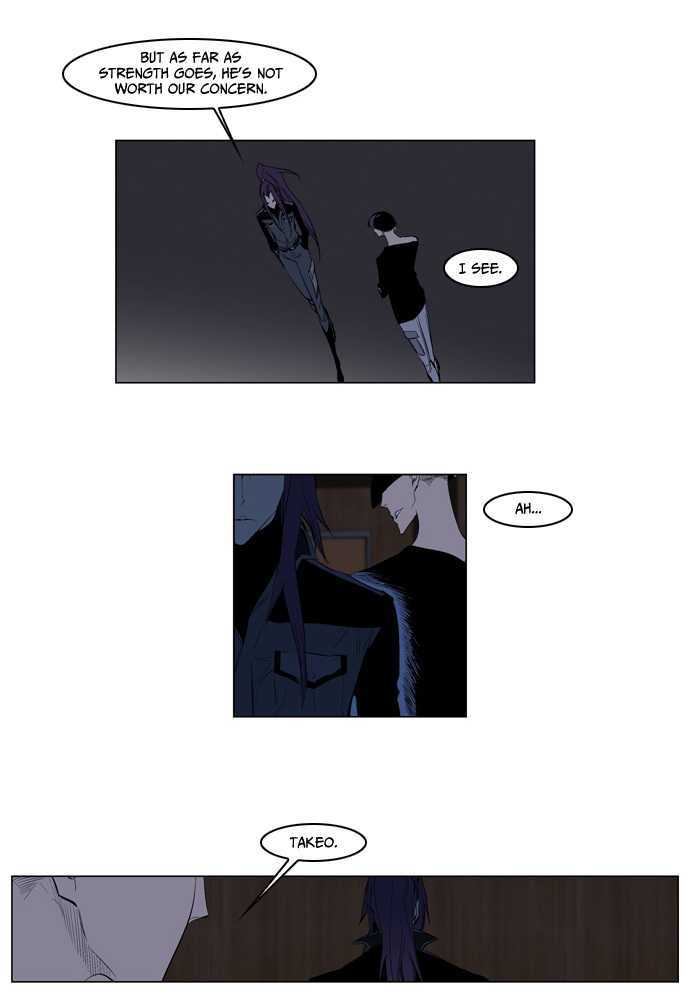 BUT AS FAR AS
STRENGTH GOES, HE'S NOT
WORTH OUR CONCERN.
I SEE.
AH...
TAKEO.